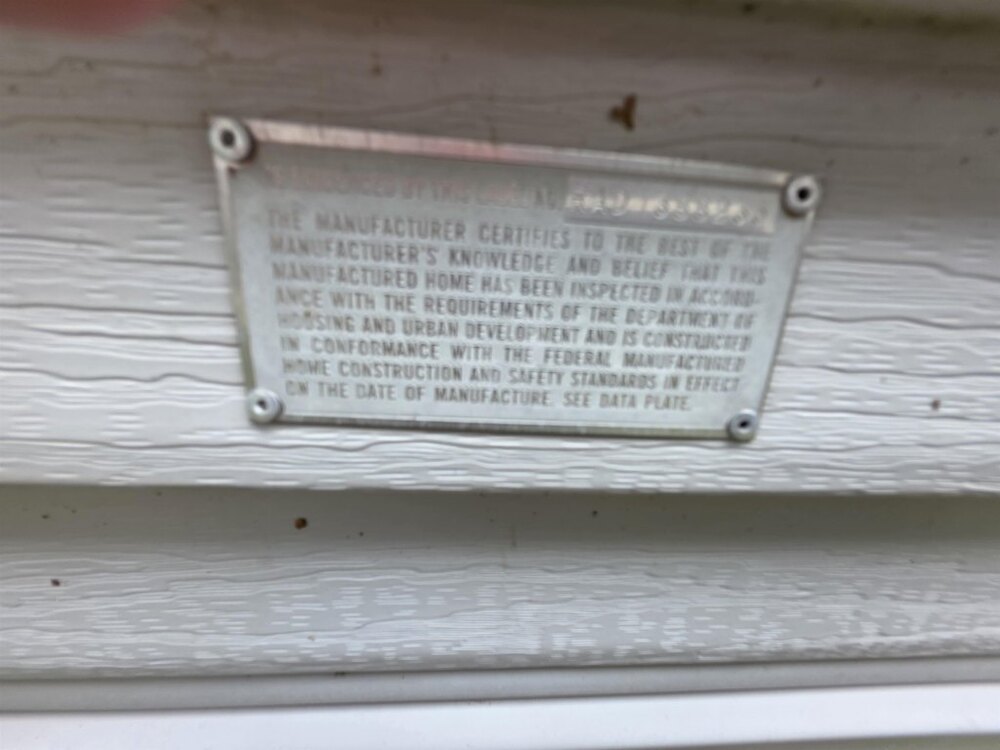 BY THIS
THE MANUFACTURER CERTIFIES TO THE BEST OF THE
MANUFACTURER'S KNOWLEDGE AND BELIEF THAT THIS
MANUFACTURED HOME HAS BEEN INSPECTED IN ACCORD-
ANCE WITH THE REQUIREMENTS OF THE DEPARTMENT OF
HOUSING AND URBAN DEVELOPMENT AND IS CONSTRUCTED
IN CONFORMANCE WITH THE FEDERAL MANUFACTURED
HOME CONSTRUCTION AND SAFETY STANDARDS IN EFFECT
ON THE DATE OF MANUFACTURE. SEE DATA PLATE.